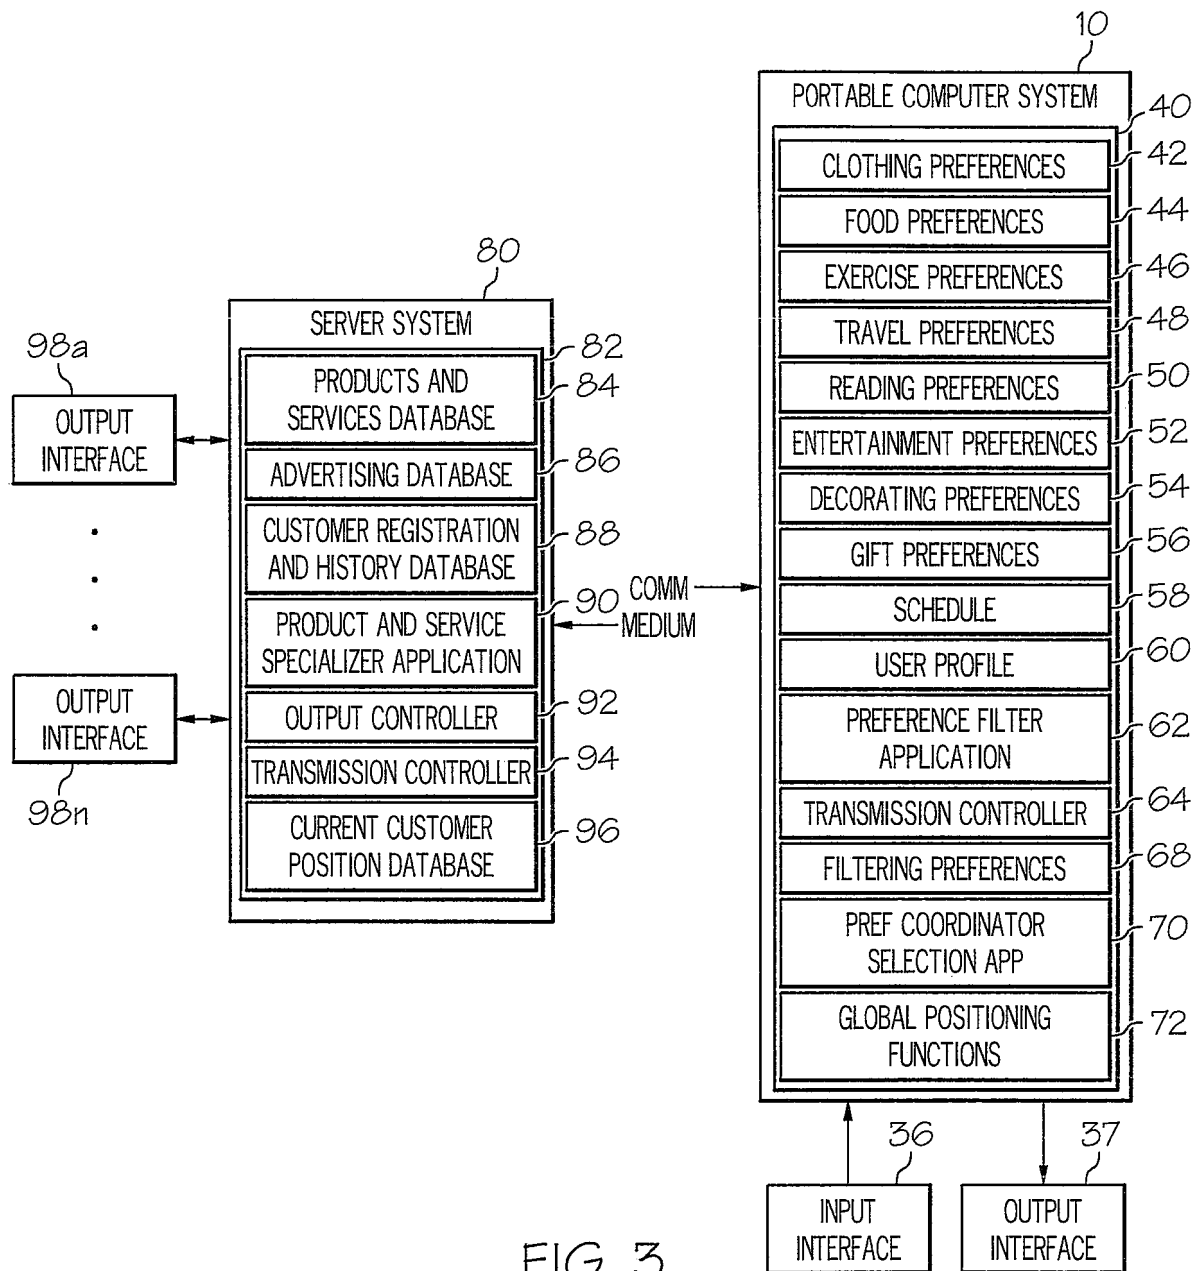 10
PORTABLE COMPUTER SYSTEM
40
CLOTHING PREFERENCES
42
FOOD PREFERENCES
44
EXERCISE PREFERENCES
46
TRAVEL PREFERENCES
48
READING PREFERENCES
50
ENTERTAINMENT PREFERENCES
52
DECORATING PREFERENCES
54
GIFT PREFERENCES
56
SCHEDULE
58
USER PROFILE
60
PREFERENCE FILTER
APPLICATION
62
TRANSMISSION CONTROLLER
64
FILTERING PREFERENCES
68
PREF COORDINATOR
SELECTION APP
70
GLOBAL POSITIONING
FUNCTIONS
72
80
SERVER SYSTEM
82
PRODUCTS AND
SERVICES DATABASE
84
ADVERTISING DATABASE
86
CUSTOMER REGISTRATION
AND HISTORY DATABASE
88
PRODUCT AND SERVICE
SPECIALIZER APPLICATION
90
OUTPUT CONTROLLER
92
TRANSMISSION CONTROLLER
94
CURRENT CUSTOMER
POSITION DATABASE
96
98a
OUTPUT
INTERFACE
OUTPUT
INTERFACE
98n
COMM
MEDIUM
36
INPUT
INTERFACE
37
OUTPUT
INTERFACE
FIG. 3